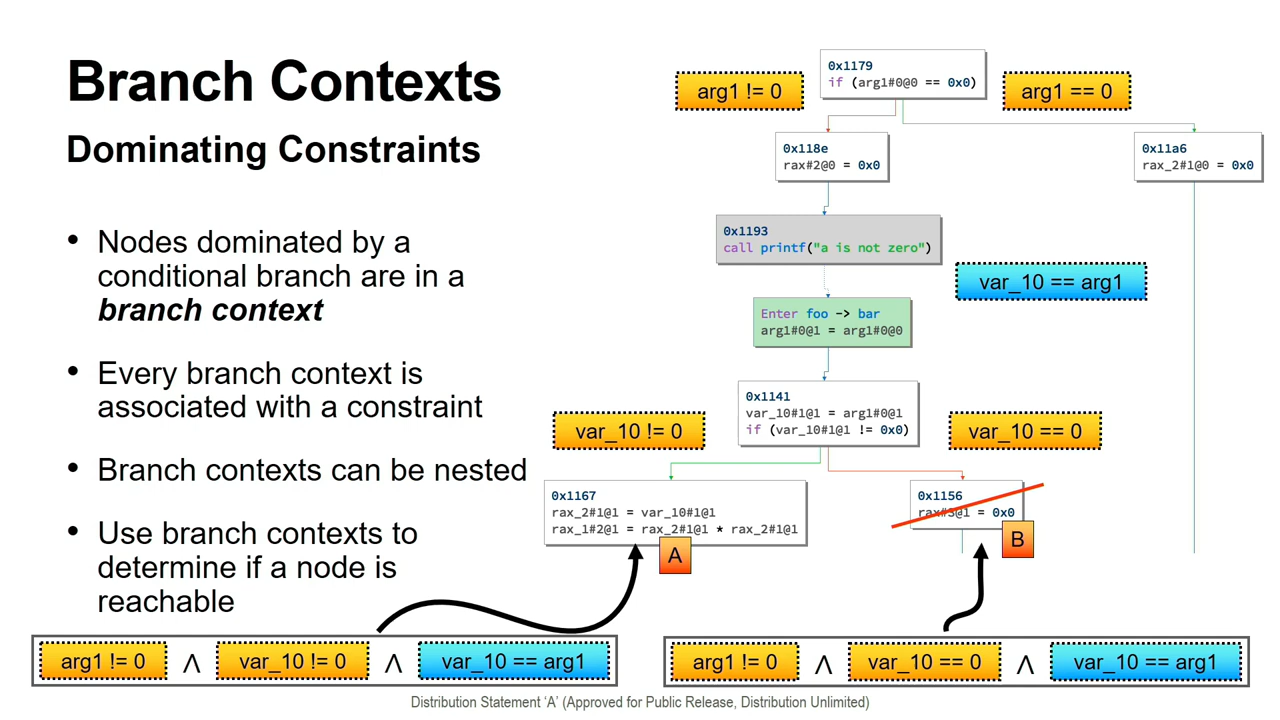 Branch Contexts
Dominating Constraints
• Nodes dominated by a
conditional branch are in a
branch context
• Every branch context is
associated with a constraint
• Branch contexts can be nested
• Use branch contexts to
determine if a node is
reachable
0x1179
if (arg1#0@0 == 0x0)
arg1 != 0
arg1 == 0
0x118e
rax#2@0 = 0x0
0x11a6
rax_2#1@0 = 0x0
0x1193
call printf("a is not zero")
var_10 == arg1
Enter foo -> bar
arg1#0@1 = arg1#0@0
0x1141
var_10#1@1 = arg1#0@1
if (var_10#1@1 != 0x0)
var_10 != 0
var_10 == 0
0x1167
rax_2#1@1 = var_10#1@1
rax_1#2@1 = rax_2#1@1 * rax_2#1@1
A
0x1156
rax#3@1 = 0x0
B
arg1 != 0 ∧ var_10 != 0 ∧ var_10 == arg1
arg1 != 0 ∧ var_10 == 0 ∧ var_10 == arg1
Distribution Statement ‘A’ (Approved for Public Release, Distribution Unlimited)